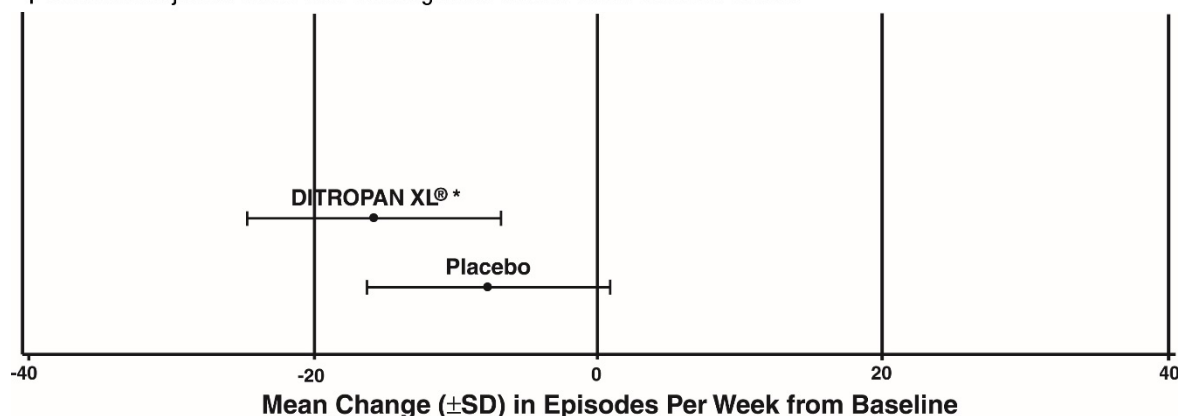 DITROPAN XL® *
Placebo
-40
-20
0
20
40
Mean Change (±SD) in Episodes Per Week from Baseline